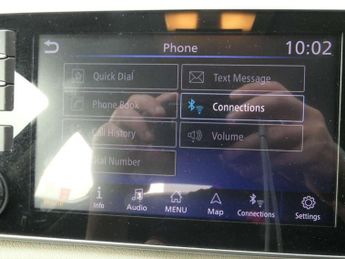 Phone
10:02
Quick Dial
Text Message
Phone Book
Connections
Call History
Volume
Dial Number
Info
Audio
MENU
Map
Connections
Settings